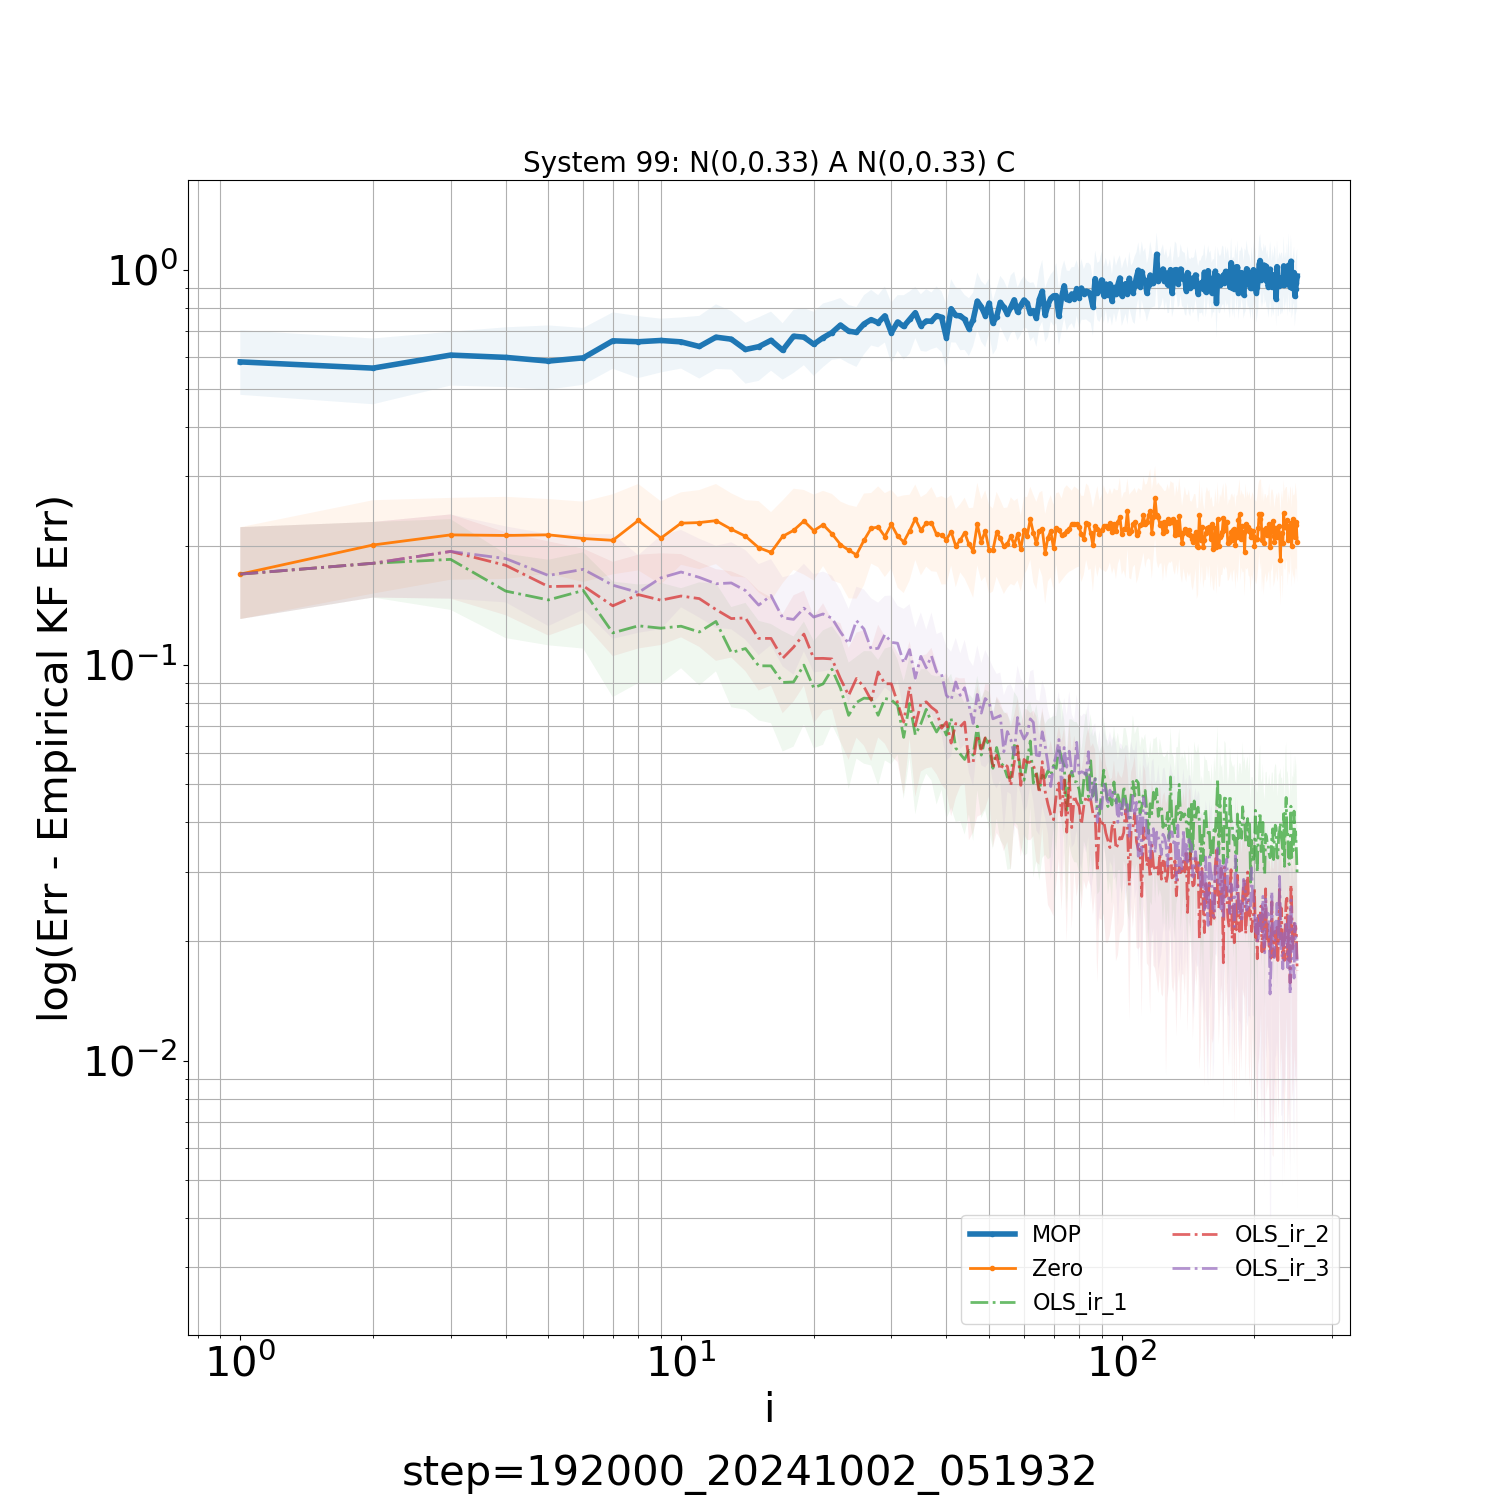 System 99: N(0,0.33) A N(0,0.33) C
log(Err - Empirical KF Err)
10⁰
10⁻¹
10⁻²
MOP
Zero
OLS_ir_1
OLS_ir_2
OLS_ir_3
10⁰ 10¹ 10²
i
step=192000_20241002_051932